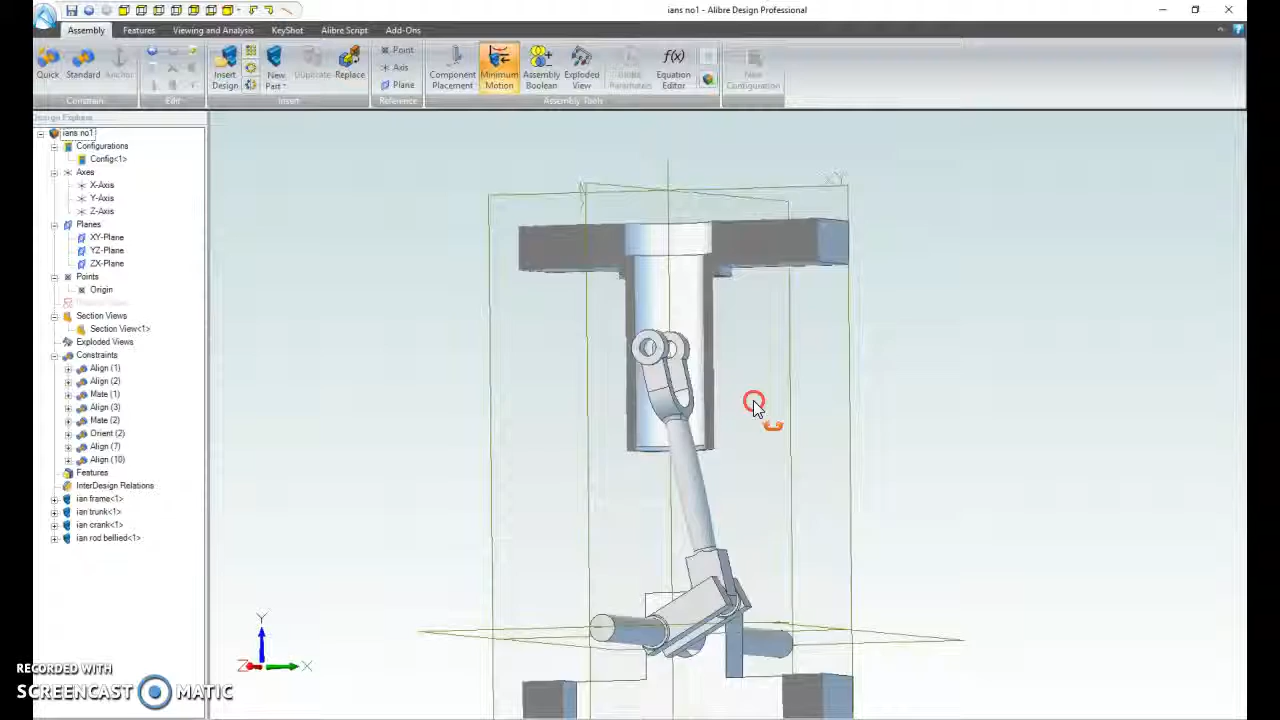 ians no1 - Alibre Design Professional
Assembly Features Viewing and Analysis KeyShot Alibre Script Add-Ons
Quick Standard Anchor Insert Design New Part Duplicate Replace Point Axis Plane Component Placement Minimum Motion Assembly Boolean Exploded View Equation Editor New Configuration
Constrain Edit Insert Reference Assembly Tools
Design Explorer
ians no1
Configurations
Config<1>
Axes
X-Axis
Y-Axis
Z-Axis
Planes
XY-Plane
YZ-Plane
ZX-Plane
Points
Origin
Section Views
Section View<1>
Exploded Views
Constraints
Align (1)
Align (2)
Mate (1)
Align (3)
Mate (2)
Orient (2)
Align (7)
Align (10)
Features
InterDesign Relations
ian frame<1>
ian trunk<1>
ian crank<1>
ian rod bellied<1>
XY
Y
Z X
RECORDED WITH
SCREENCAST MATIC